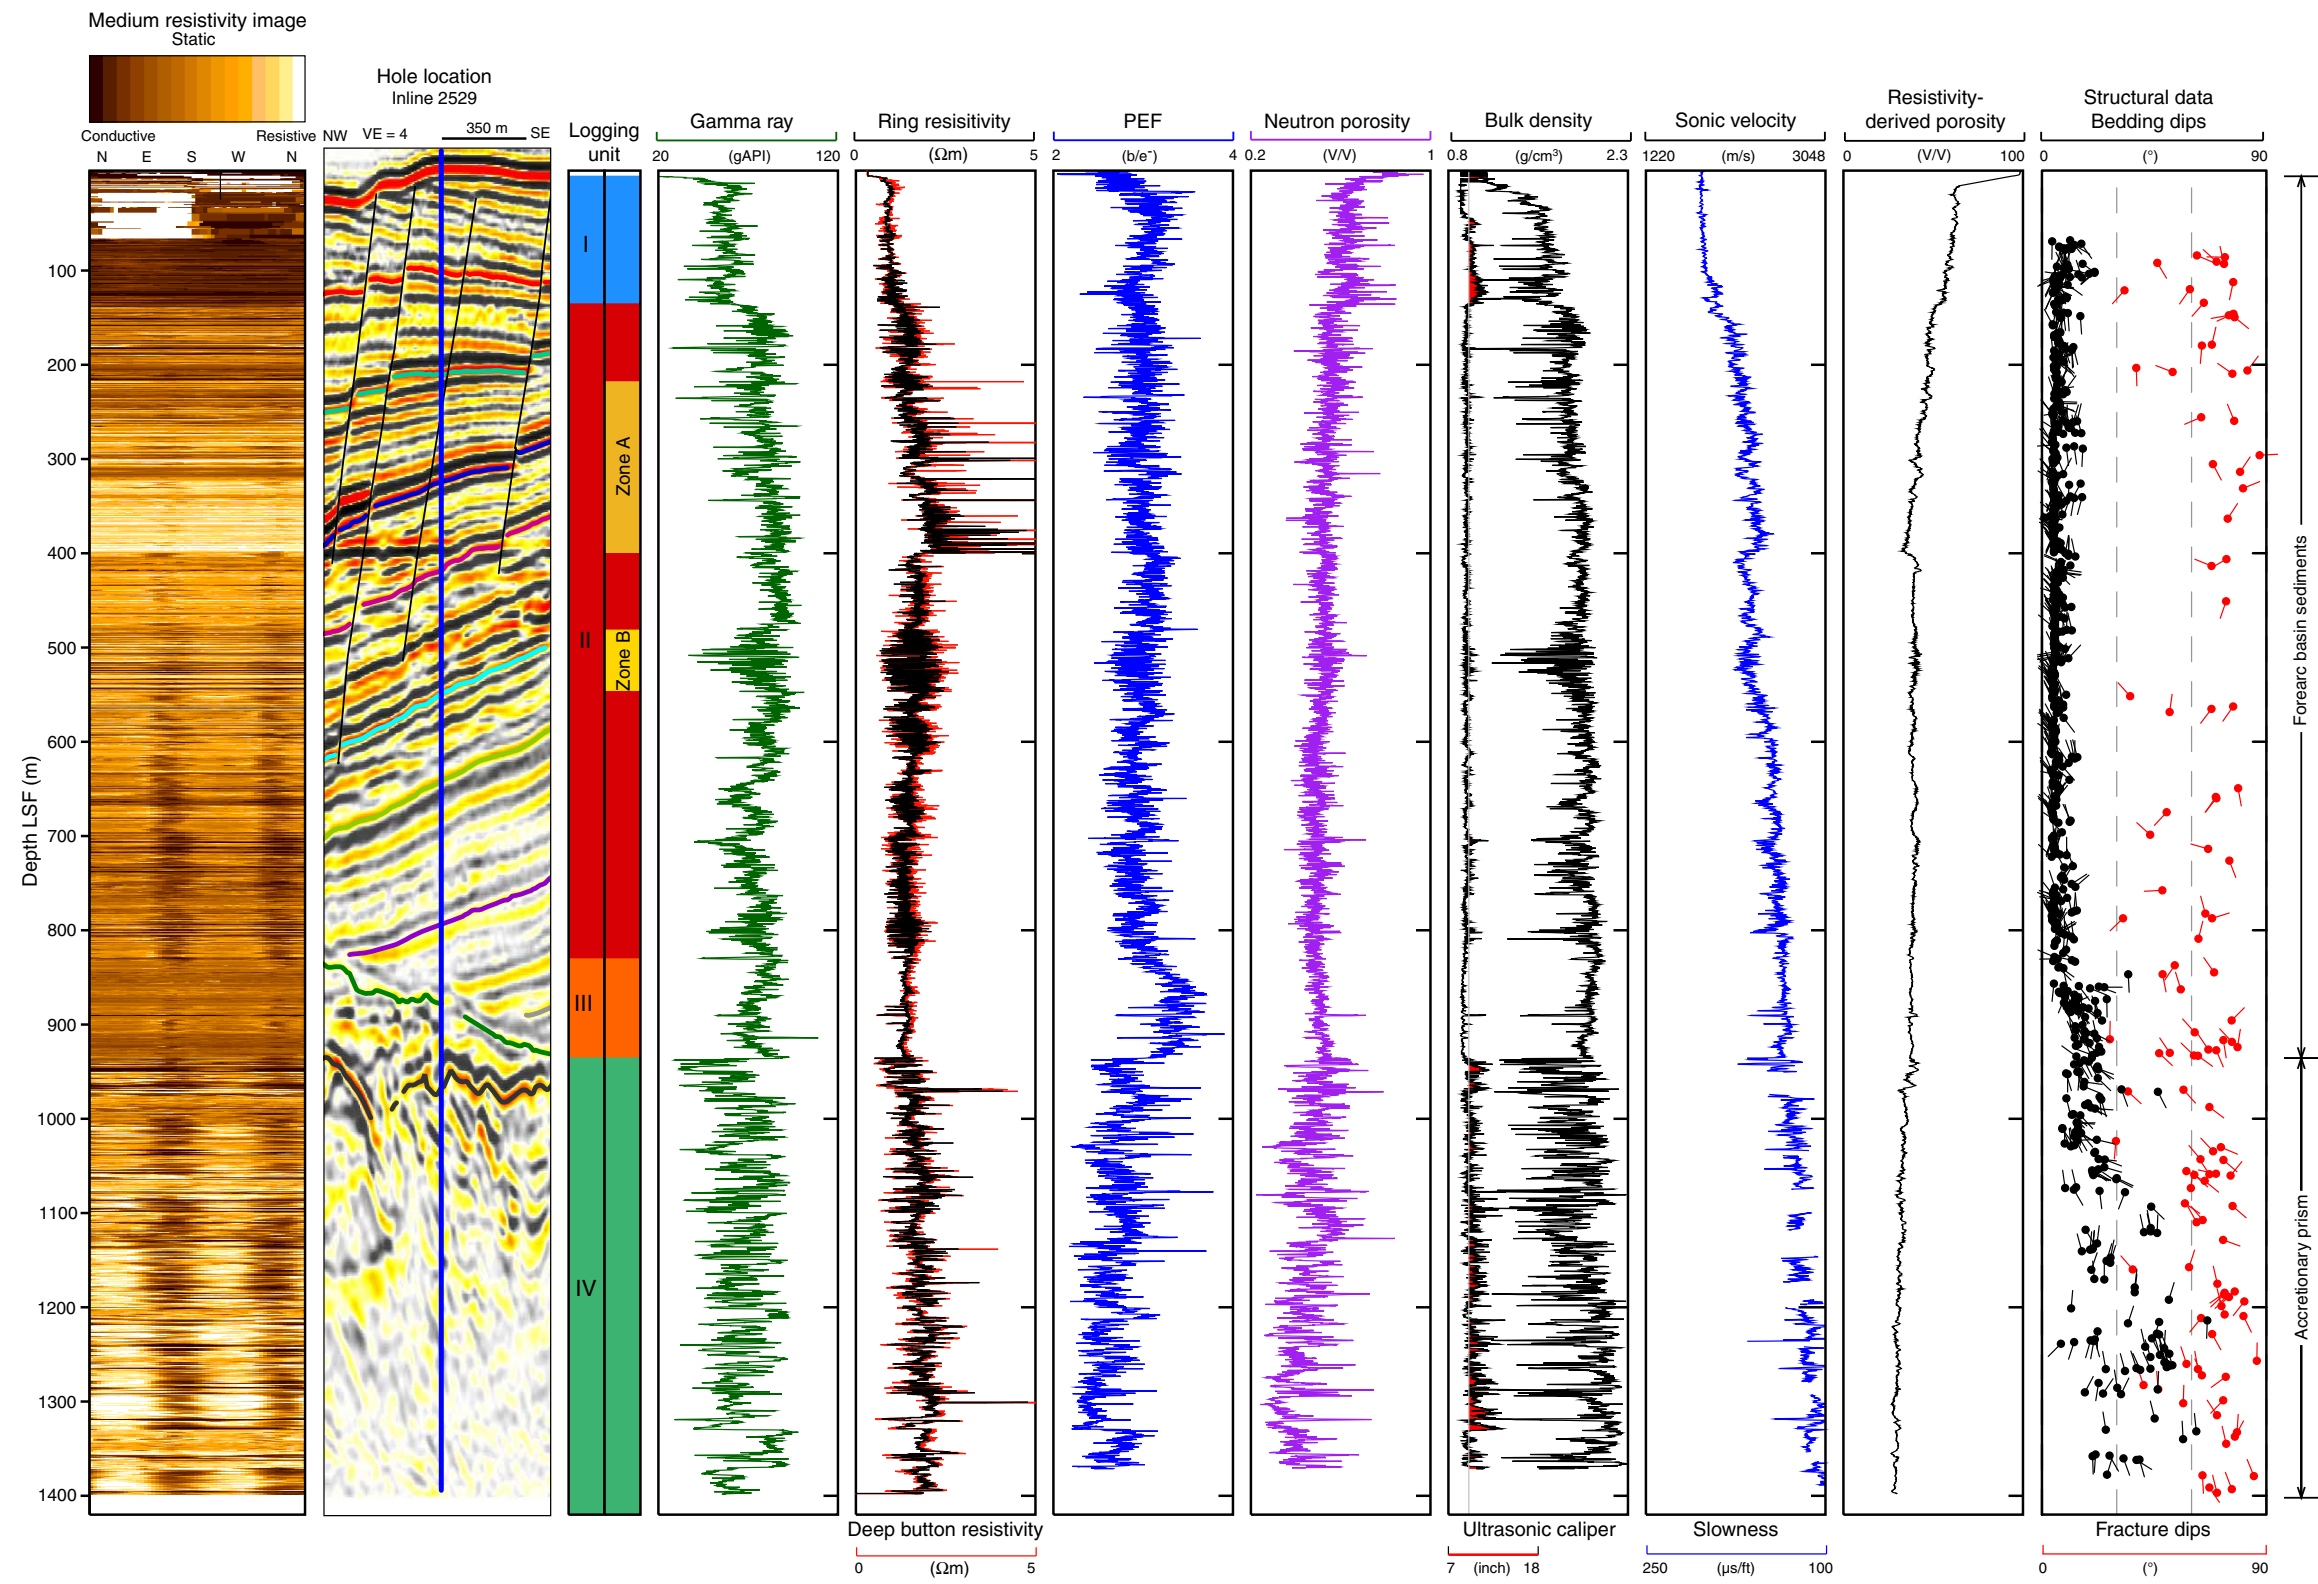 Medium resistivity image
Static
Conductive
Resistive
N E S W N
Hole location
Inline 2529
NW VE = 4 350 m SE
Logging
unit
Gamma ray
20 (gAPI) 120
Ring resisitivity
0 (Ωm) 5
PEF
2 (b/e⁻) 4
Neutron porosity
0.2 (V/V) 1
Bulk density
0.8 (g/cm³) 2.3
Sonic velocity
1220 (m/s) 3048
Resistivity-
derived porosity
0 (V/V) 100
Structural data
Bedding dips
0 (°) 90
Depth LSF (m)
100
200
300
400
500
600
700
800
900
1000
1100
1200
1300
1400
I
II
III
IV
Zone A
Zone B
Forearc basin sediments
Accretionary prism
Deep button resistivity
0 (Ωm) 5
Ultrasonic caliper
7 (inch) 18
Slowness
250 (µs/ft) 100
Fracture dips
0 (°) 90